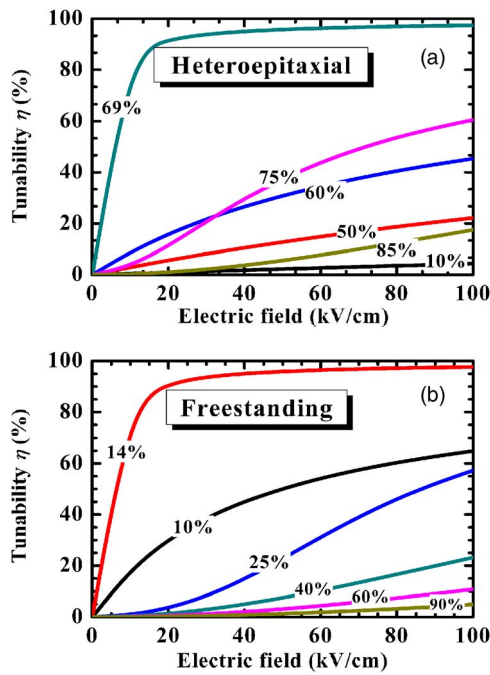 100
80
60
40
20
0
Tunability η (%)
(a)
Heteroepitaxial
69%
75%
60%
50%
85%
10%
0 20 40 60 80 100
Electric field (kV/cm)
100
80
60
40
20
0
Tunability η (%)
(b)
Freestanding
14%
10%
25%
40%
60%
90%
0 20 40 60 80 100
Electric field (kV/cm)